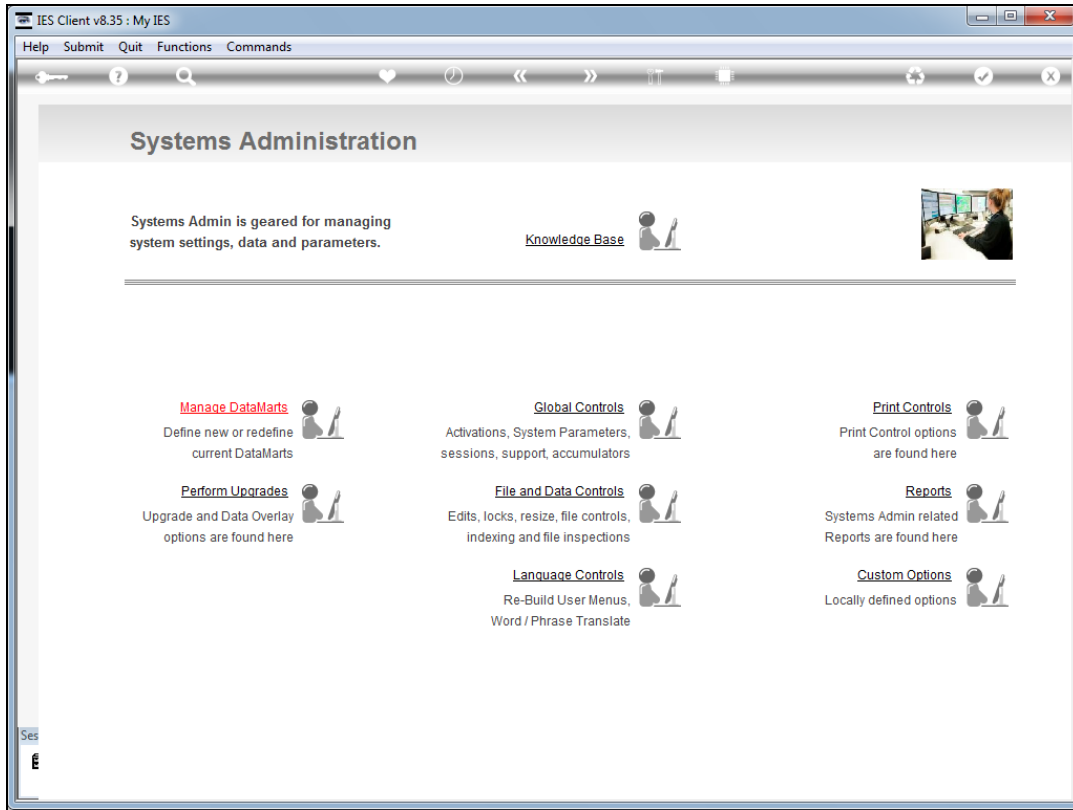 IES Client v8.35 : My IES
Help Submit Quit Functions Commands
Systems Administration
Systems Admin is geared for managing
system settings, data and parameters.
Knowledge Base
Manage DataMarts
Define new or redefine
current DataMarts
Global Controls
Activations, System Parameters,
sessions, support, accumulators
Print Controls
Print Control options
are found here
Perform Upgrades
Upgrade and Data Overlay
options are found here
File and Data Controls
Edits, locks, resize, file controls,
indexing and file inspections
Reports
Systems Admin related
Reports are found here
Language Controls
Re-Build User Menus,
Word / Phrase Translate
Custom Options
Locally defined options
Ses